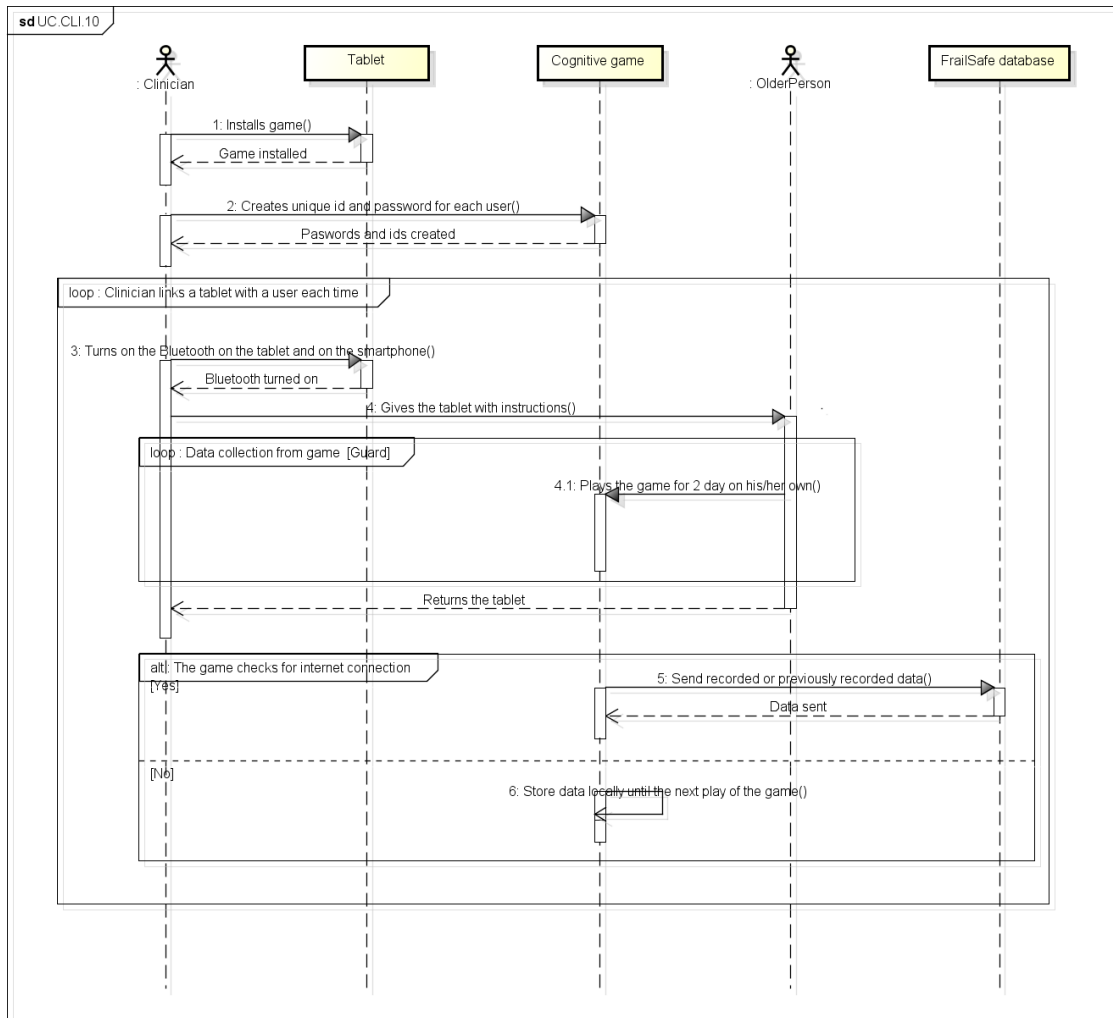 sd UC.CLI.10
: Clinician
Tablet
Cognitive game
: OlderPerson
FrailSafe database
1: Installs game()
Game installed
2: Creates unique id and password for each user()
Paswords and ids created
loop : Clinician links a tablet with a user each time
3: Turns on the Bluetooth on the tablet and on the smartphone()
Bluetooth turned on
4: Gives the tablet with instructions()
loop : Data collection from game [Guard]
4.1: Plays the game for 2 day on his/her own()
Returns the tablet
alt : The game checks for internet connection
[Yes]
5: Send recorded or previously recorded data()
Data sent
[No]
6: Store data locally until the next play of the game()